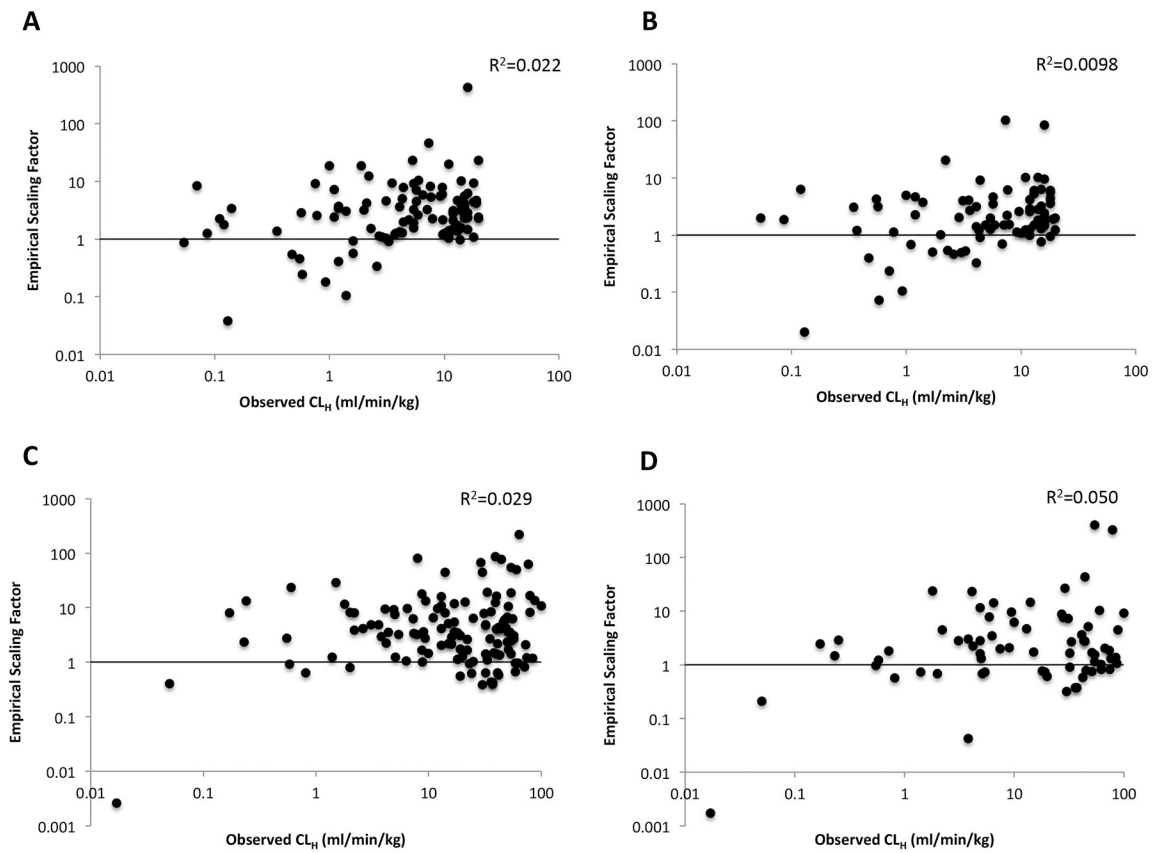 A
R²=0.022
1000
100
10
1
0.1
0.01
Empirical Scaling Factor
0.01 0.1 1 10 100
Observed CLH (ml/min/kg)
B
R²=0.0098
1000
100
10
1
0.1
0.01
Empirical Scaling Factor
0.01 0.1 1 10 100
Observed CLH (ml/min/kg)
C
R²=0.029
1000
100
10
1
0.1
0.01
0.001
Empirical Scaling Factor
0.01 0.1 1 10 100
Observed CLH (ml/min/kg)
D
R²=0.050
1000
100
10
1
0.1
0.01
0.001
Empirical Scaling Factor
0.01 0.1 1 10 100
Observed CLH (ml/min/kg)